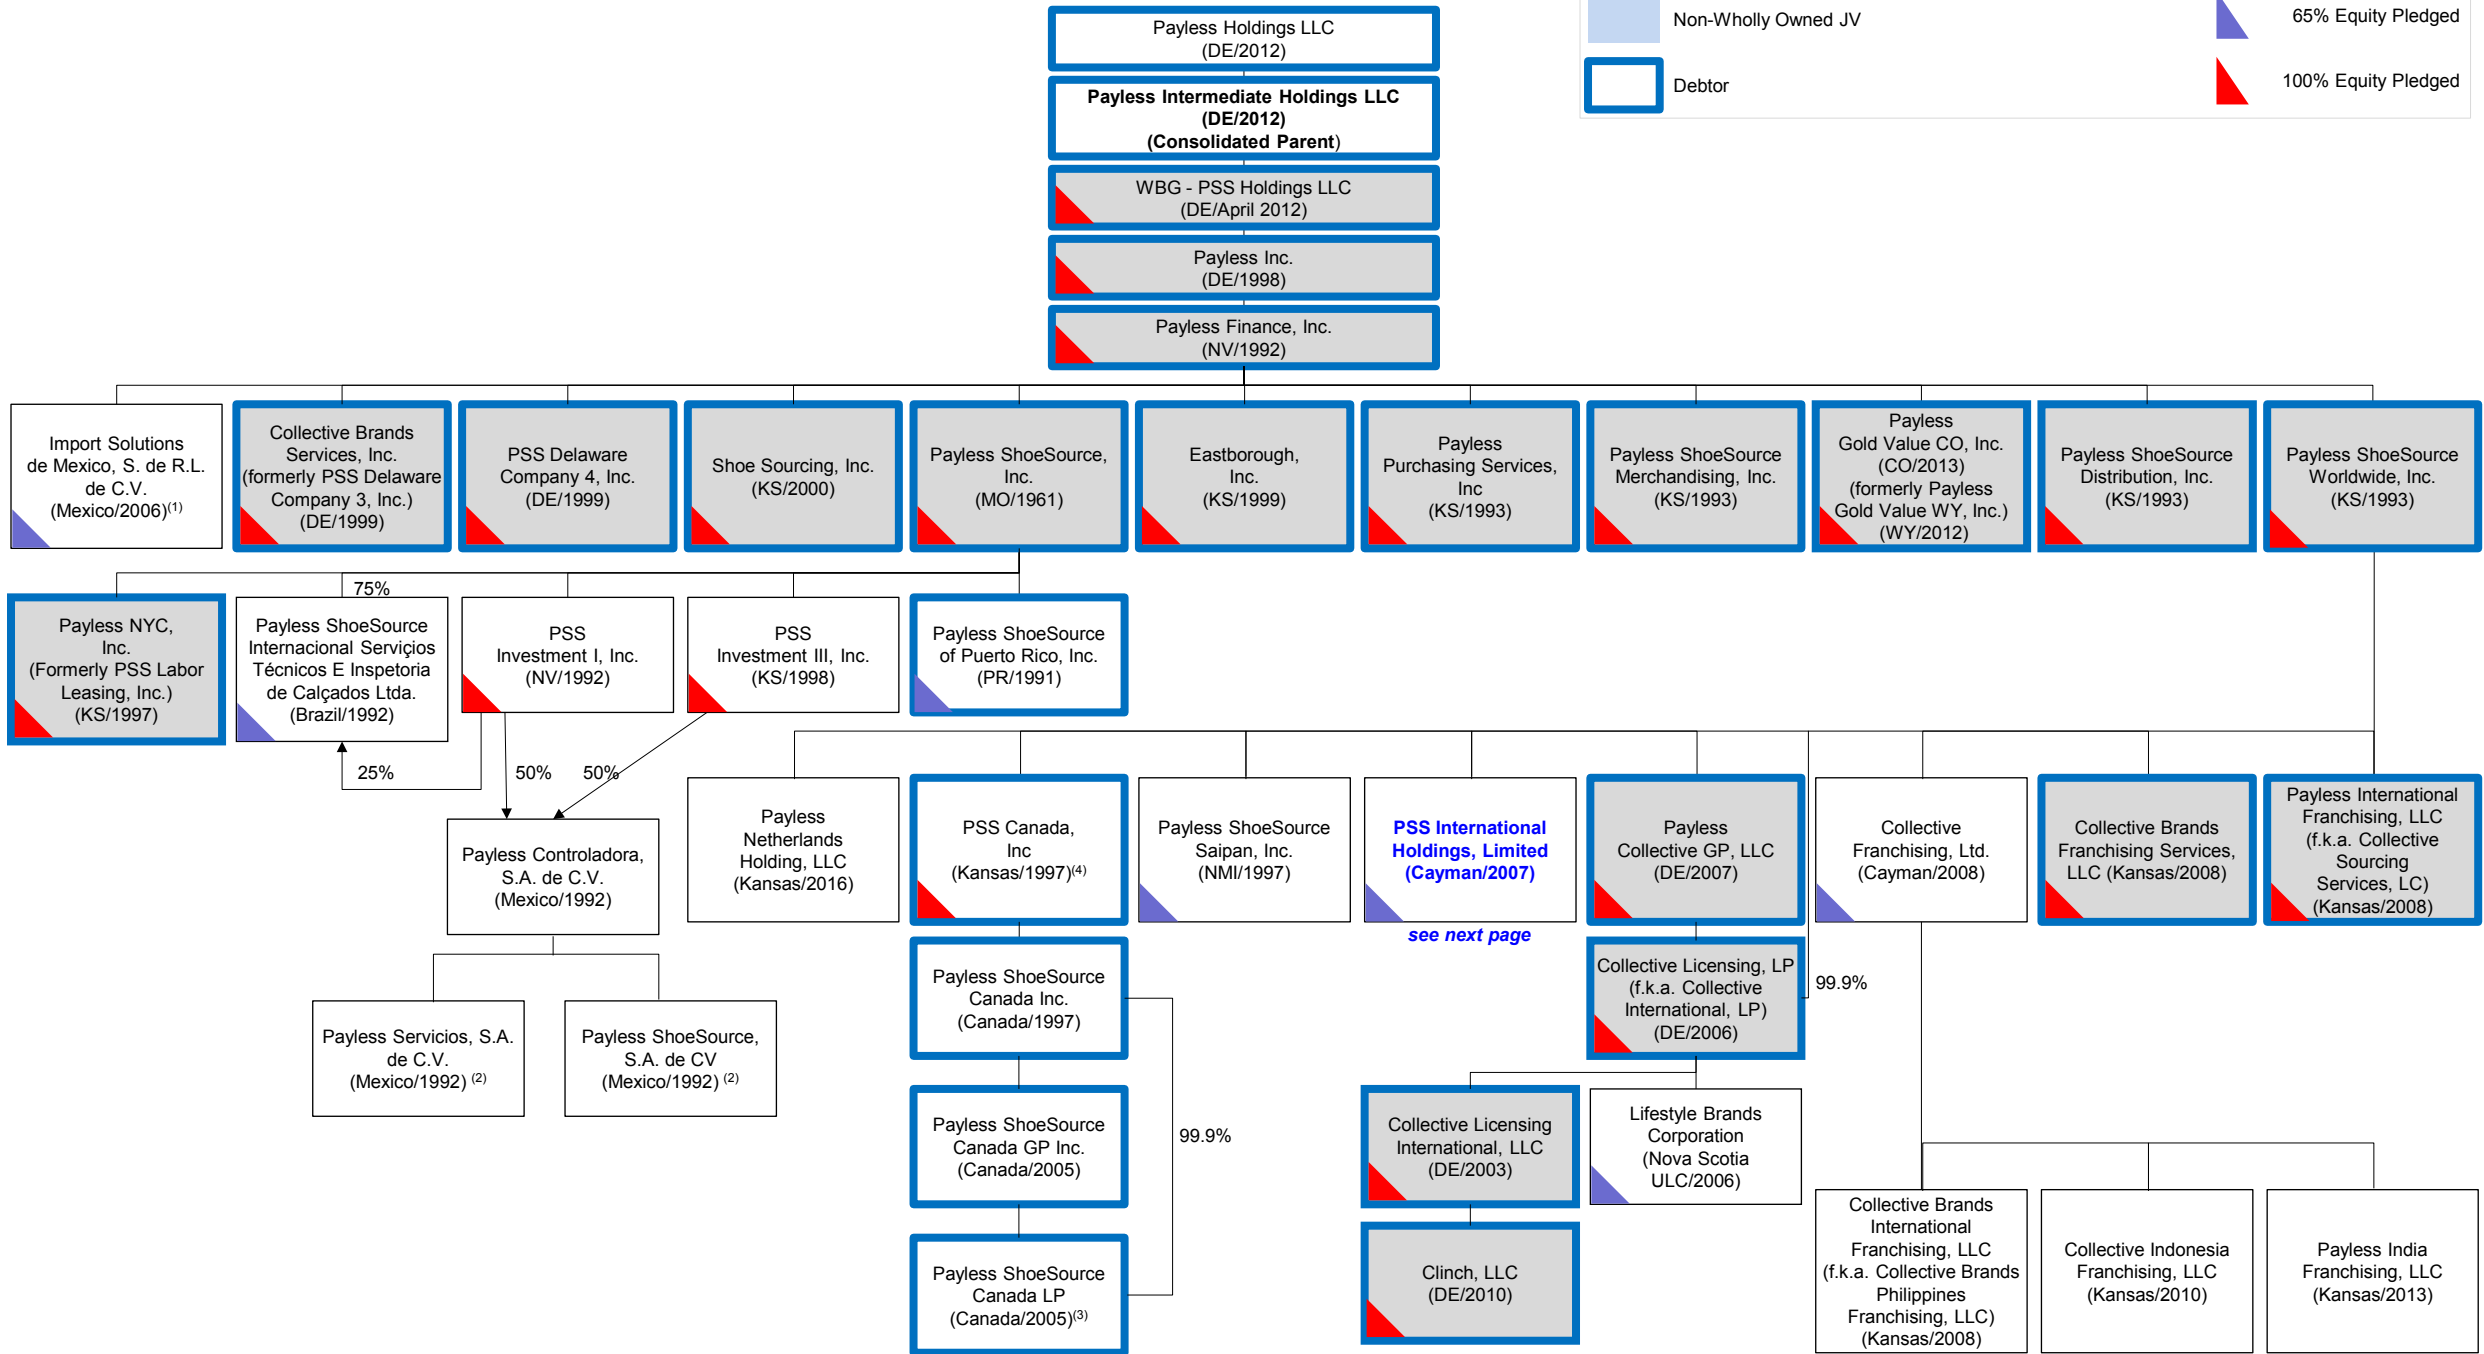 Payless Holdings LLC
(DE/2012)
Non-Wholly Owned JV
65% Equity Pledged
Debtor
100% Equity Pledged
Payless Intermediate Holdings LLC
(DE/2012)
(Consolidated Parent)
WBG - PSS Holdings LLC
(DE/April 2012)
Payless Inc.
(DE/1998)
Payless Finance, Inc.
(NV/1992)
Import Solutions
de Mexico, S. de R.L.
de C.V.
(Mexico/2006)(1)
Collective Brands
Services, Inc.
(formerly PSS Delaware
Company 3, Inc.)
(DE/1999)
PSS Delaware
Company 4, Inc.
(DE/1999)
Shoe Sourcing, Inc.
(KS/2000)
Payless ShoeSource,
Inc.
(MO/1961)
Eastborough,
Inc.
(KS/1999)
Payless
Purchasing Services,
Inc
(KS/1993)
Payless ShoeSource
Merchandising, Inc.
(KS/1993)
Payless
Gold Value CO, Inc.
(CO/2013)
(formerly Payless
Gold Value WY, Inc.)
(WY/2012)
Payless ShoeSource
Distribution, Inc.
(KS/1993)
Payless ShoeSource
Worldwide, Inc.
(KS/1993)
75%
Payless NYC,
Inc.
(Formerly PSS Labor
Leasing, Inc.)
(KS/1997)
Payless ShoeSource
Internacional Serviçios
Técnicos E Inspetoria
de Calçados Ltda.
(Brazil/1992)
PSS
Investment I, Inc.
(NV/1992)
PSS
Investment III, Inc.
(KS/1998)
Payless ShoeSource
of Puerto Rico, Inc.
(PR/1991)
25%
50%
50%
Payless Controladora,
S.A. de C.V.
(Mexico/1992)
Payless
Netherlands
Holding, LLC
(Kansas/2016)
PSS Canada,
Inc
(Kansas/1997)(4)
Payless ShoeSource
Saipan, Inc.
(NMI/1997)
PSS International
Holdings, Limited
(Cayman/2007)
see next page
Payless
Collective GP, LLC
(DE/2007)
Collective
Franchising, Ltd.
(Cayman/2008)
Collective Brands
Franchising Services,
LLC (Kansas/2008)
Payless International
Franchising, LLC
(f.k.a. Collective
Sourcing
Services, LC)
(Kansas/2008)
Payless Servicios, S.A.
de C.V.
(Mexico/1992) (2)
Payless ShoeSource,
S.A. de CV
(Mexico/1992) (2)
Payless ShoeSource
Canada Inc.
(Canada/1997)
Collective Licensing, LP
(f.k.a. Collective
International, LP)
(DE/2006)
99.9%
Payless ShoeSource
Canada GP Inc.
(Canada/2005)
99.9%
Collective Licensing
International, LLC
(DE/2003)
Lifestyle Brands
Corporation
(Nova Scotia
ULC/2006)
Payless ShoeSource
Canada LP
(Canada/2005)(3)
Clinch, LLC
(DE/2010)
Collective Brands
International
Franchising, LLC
(f.k.a. Collective Brands
Philippines
Franchising, LLC)
(Kansas/2008)
Collective Indonesia
Franchising, LLC
(Kansas/2010)
Payless India
Franchising, LLC
(Kansas/2013)